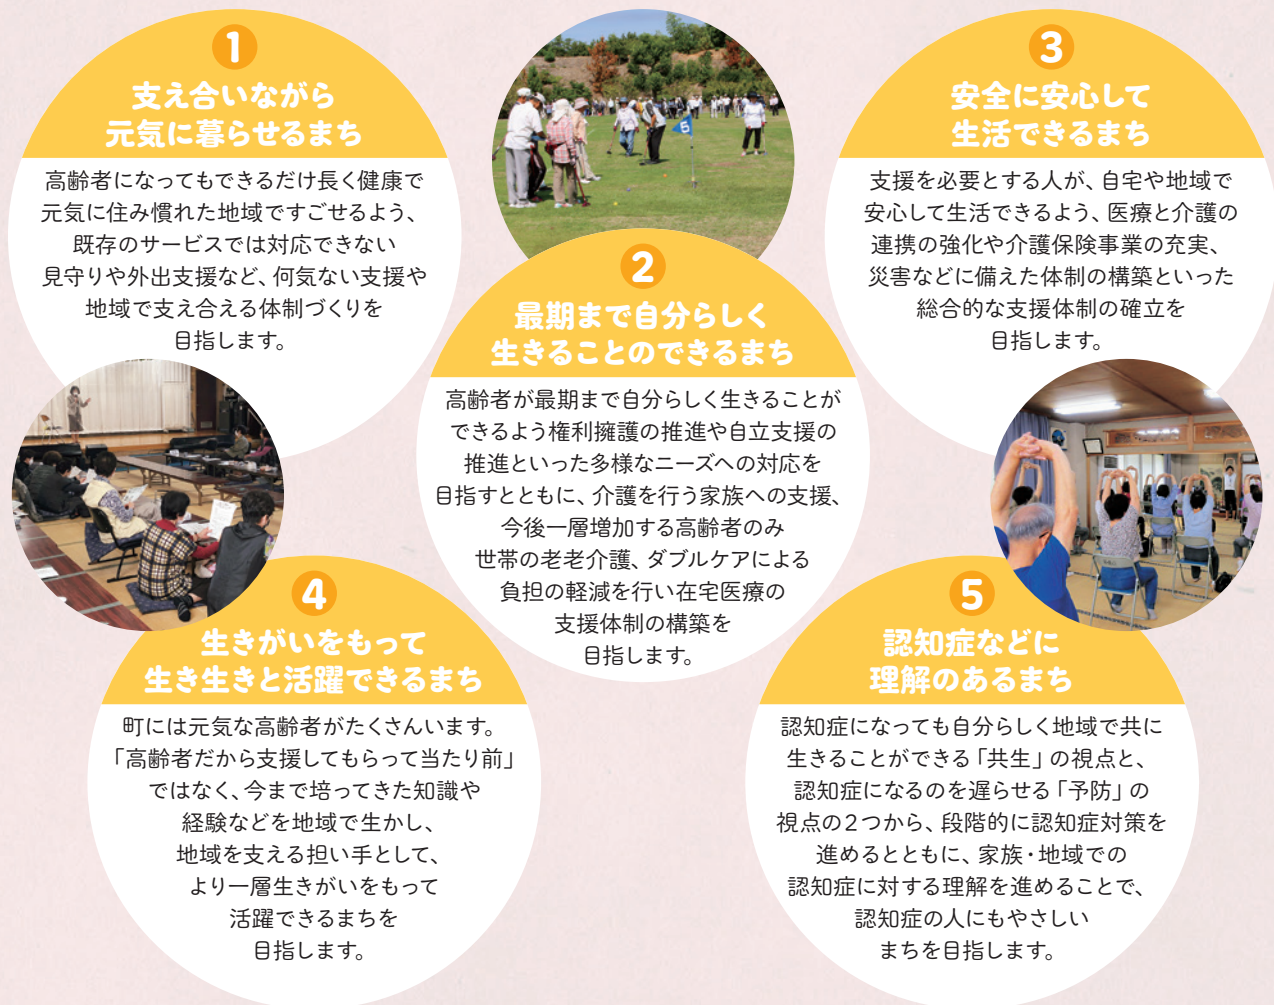 1
支え合いながら
元気に暮らせるまち
高齢者になってもできるだけ長く健康で
元気に住み慣れた地域ですごせるよう、
既存のサービスでは対応できない
見守りや外出支援など、何気ない支援や
地域で支え合える体制づくりを
目指します。
5
2
最期まで自分らしく
生きることのできるまち
高齢者が最期まで自分らしく生きることが
できるよう権利擁護の推進や自立支援の
推進といった多様なニーズへの対応を
目指すとともに、介護を行う家族への支援、
今後一層増加する高齢者のみ
世帯の老老介護、ダブルケアによる
負担の軽減を行い在宅医療の
支援体制の構築を
目指します。
3
安全に安心して
生活できるまち
支援を必要とする人が、自宅や地域で
安心して生活できるよう、医療と介護の
連携の強化や介護保険事業の充実、
災害などに備えた体制の構築といった
総合的な支援体制の確立を
目指します。
4
生きがいをもって
生き生きと活躍できるまち
町には元気な高齢者がたくさんいます。
「高齢者だから支援してもらって当たり前」
ではなく、今まで培ってきた知識や
経験などを地域で生かし、
地域を支える担い手として、
より一層生きがいをもって
活躍できるまちを
目指します。
5
認知症などに
理解のあるまち
認知症になっても自分らしく地域で共に
生きることができる「共生」の視点と、
認知症になるのを遅らせる「予防」の
視点の2つから、段階的に認知症対策を
進めるとともに、家族・地域での
認知症に対する理解を進めることで、
認知症の人にもやさしい
まちを目指します。